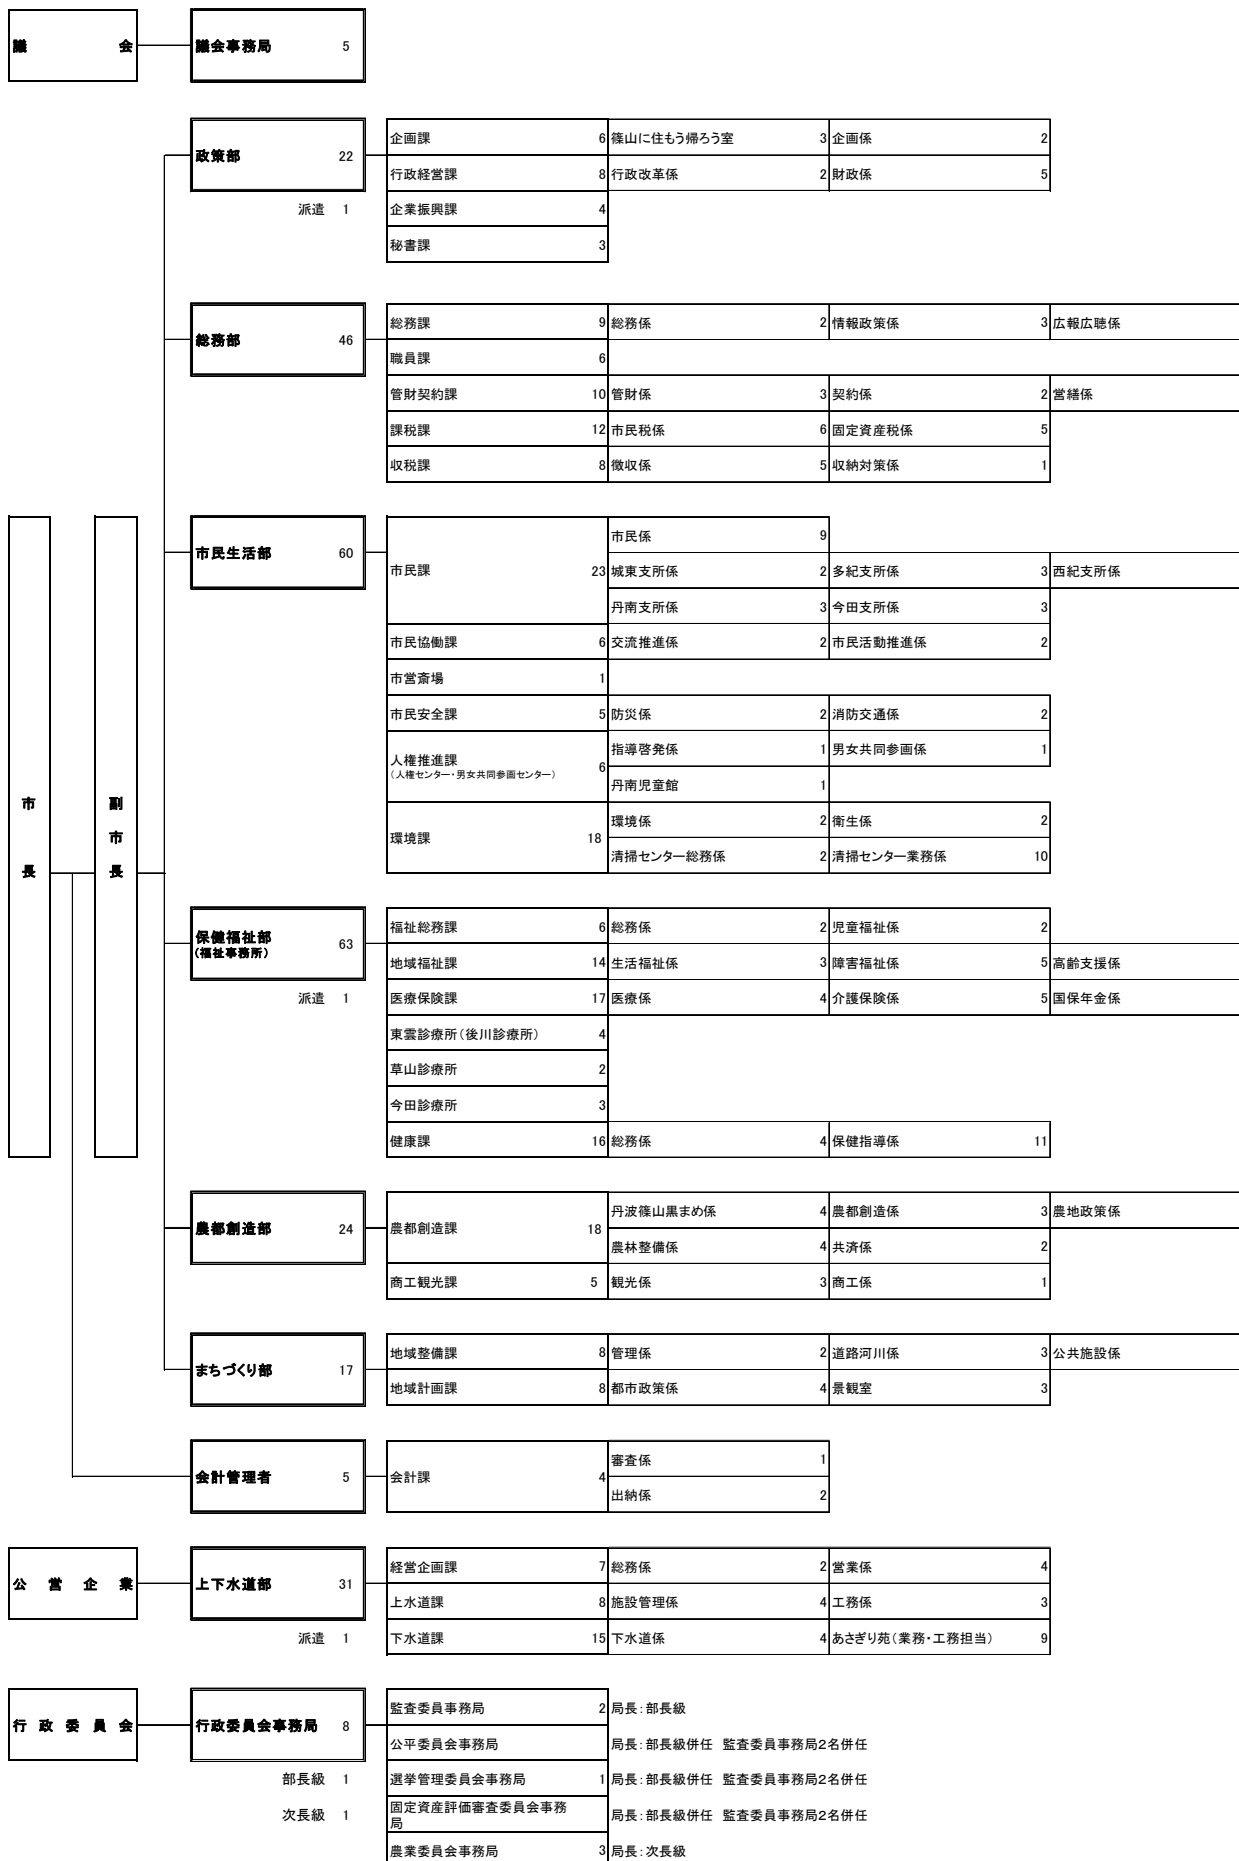 議会 議会事務局 5
政策部 22 企画課 6 篠山に住もう帰ろう室 3 企画係 2
行政経営課 8 行政改革係 2 財政係 5
派遣 1 企業振興課 4
秘書課 3
総務部 46 総務課 9 総務係 2 情報政策係 3 広報広聴係
職員課 6
管財契約課 10 管財係 3 契約係 2 営繕係
課税課 12 市民税係 6 固定資産税係 5
収税課 8 徴収係 5 収納対策係 1
市長 副市長
市民生活部 60 市民課 23 市民係 9
城東支所係 2 多紀支所係 3 西紀支所係
丹南支所係 3 今田支所係 3
市民協働課 6 交流推進係 2 市民活動推進係 2
市営斎場 1
市民安全課 5 防災係 2 消防交通係 2
人権推進課 6 指導啓発係 1 男女共同参画係 1
(人権センター・男女共同参画センター)
丹南児童館 1
環境課 18 環境係 2 衛生係 2
清掃センター総務係 2 清掃センター業務係 10
保健福祉部 63 福祉総務課 6 総務係 2 児童福祉係 2
(福祉事務所)
地域福祉課 14 生活福祉係 3 障害福祉係 5 高齢支援係
派遣 1 医療保険課 17 医療係 4 介護保険係 5 国保年金係
東雲診療所(後川診療所) 4
草山診療所 2
今田診療所 3
健康課 16 総務係 4 保健指導係 11
農都創造部 24 農都創造課 18 丹波篠山黒まめ係 4 農都創造係 3 農地政策係
農林整備係 4 共済係 2
商工観光課 5 観光係 3 商工係 1
まちづくり部 17 地域整備課 8 管理係 2 道路河川係 3 公共施設係
地域計画課 8 都市政策係 4 景観室 3
会計管理者 5 会計課 4 審査係 1
出納係 2
公営企業 上下水道部 31 経営企画課 7 総務係 2 営業係 4
上水道課 8 施設管理係 4 工務係 3
派遣 1 下水道課 15 下水道係 4 あさぎり苑(業務・工務担当) 9
行政委員会 行政委員会事務局 8 監査委員事務局 2 局長:部長級
公平委員会事務局 局長:部長級併任 監査委員事務局2名併任
部長級 1 選挙管理委員会事務局 1 局長:部長級併任 監査委員事務局2名併任
次長級 1 固定資産評価審査委員会事務
局 局長:部長級併任 監査委員事務局2名併任
農業委員会事務局 3 局長:次長級